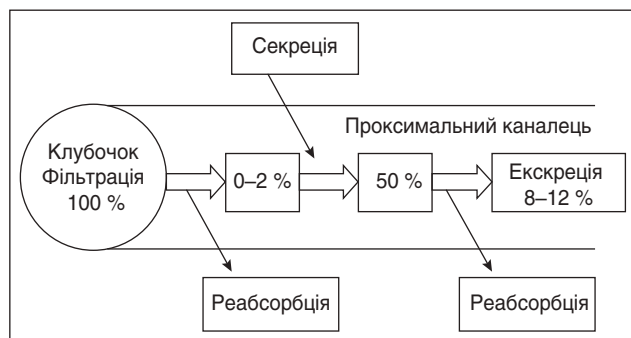 Секреція
Проксимальний каналець
Клубочок
Фільтрація
100 %
0–2 %
50 %
Екскреція
8–12 %
Реабсорбція
Реабсорбція